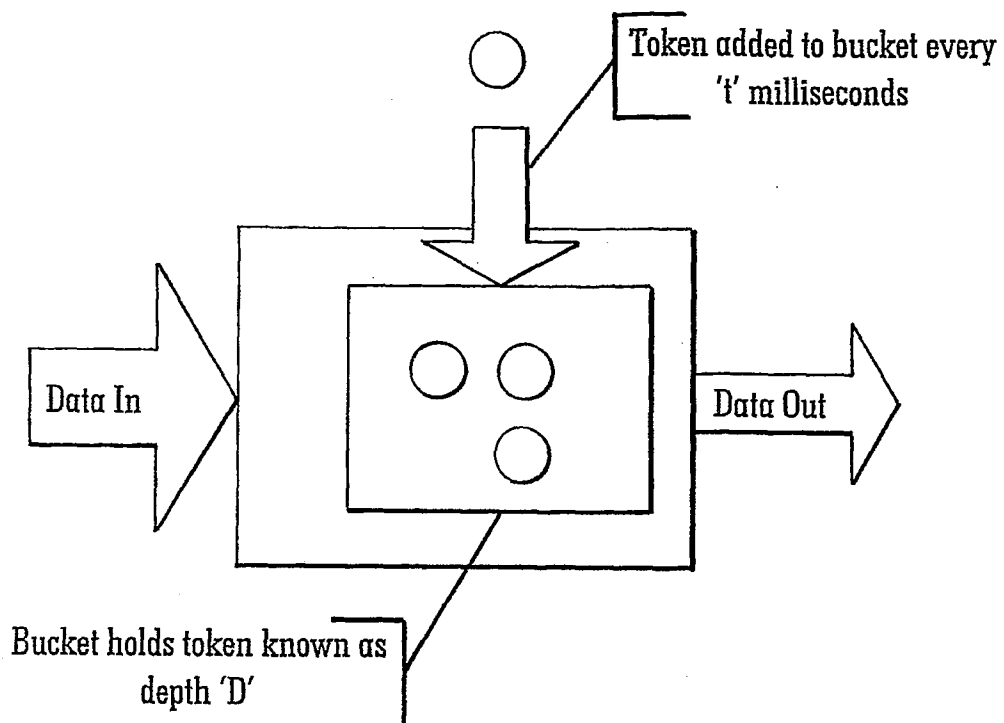 Token added to bucket every
't' milliseconds
Data In
Data Out
Bucket holds token known as
depth 'D'